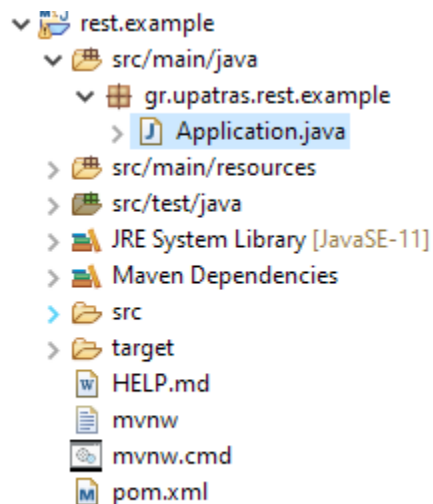 rest.example
src/main/java
gr.upatras.rest.example
Application.java
src/main/resources
src/test/java
JRE System Library [JavaSE-11]
Maven Dependencies
src
target
HELP.md
mvnw
mvnw.cmd
pom.xml